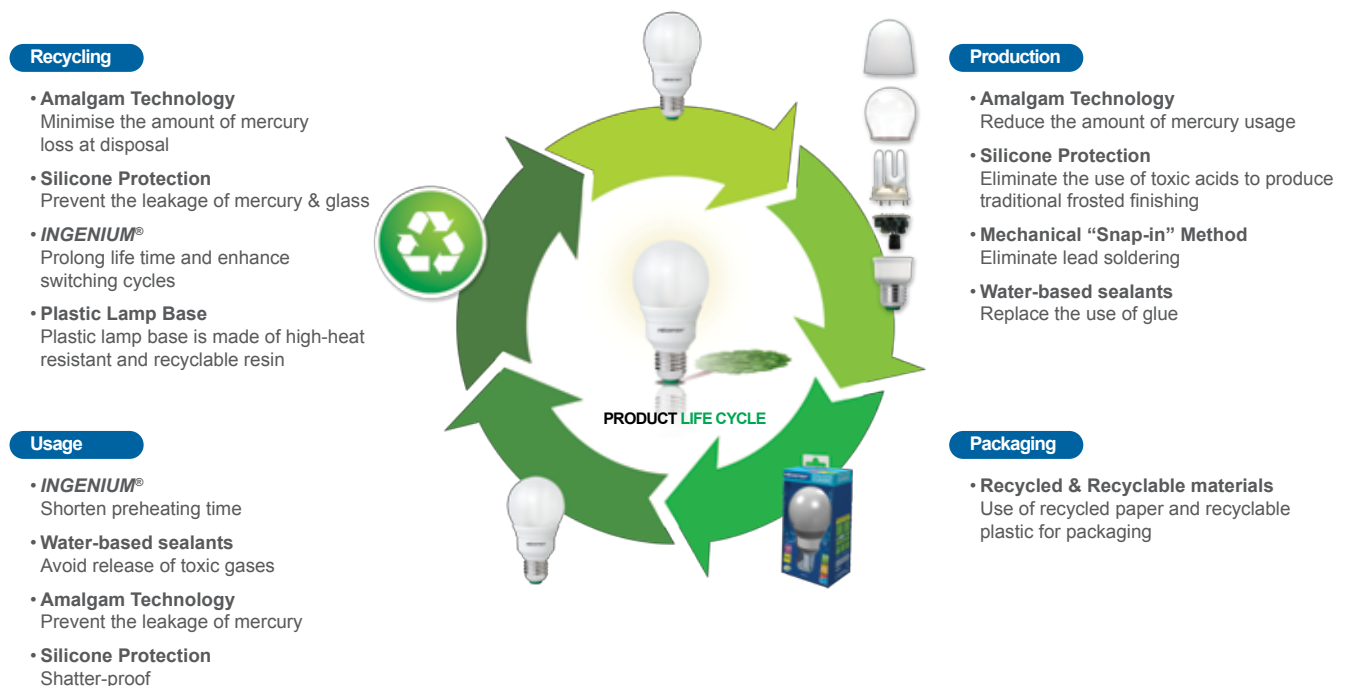 Recycling
• Amalgam Technology
Minimise the amount of mercury
loss at disposal
• Silicone Protection
Prevent the leakage of mercury & glass
• INGENIUM®
Prolong life time and enhance
switching cycles
• Plastic Lamp Base
Plastic lamp base is made of high-heat
resistant and recyclable resin
Usage
• INGENIUM®
Shorten preheating time
• Water-based sealants
Avoid release of toxic gases
• Amalgam Technology
Prevent the leakage of mercury
• Silicone Protection
Shatter-proof
PRODUCT LIFE CYCLE
Production
• Amalgam Technology
Reduce the amount of mercury usage
• Silicone Protection
Eliminate the use of toxic acids to produce
traditional frosted finishing
• Mechanical “Snap-in” Method
Eliminate lead soldering
• Water-based sealants
Replace the use of glue
Packaging
• Recycled & Recyclable materials
Use of recycled paper and recyclable
plastic for packaging